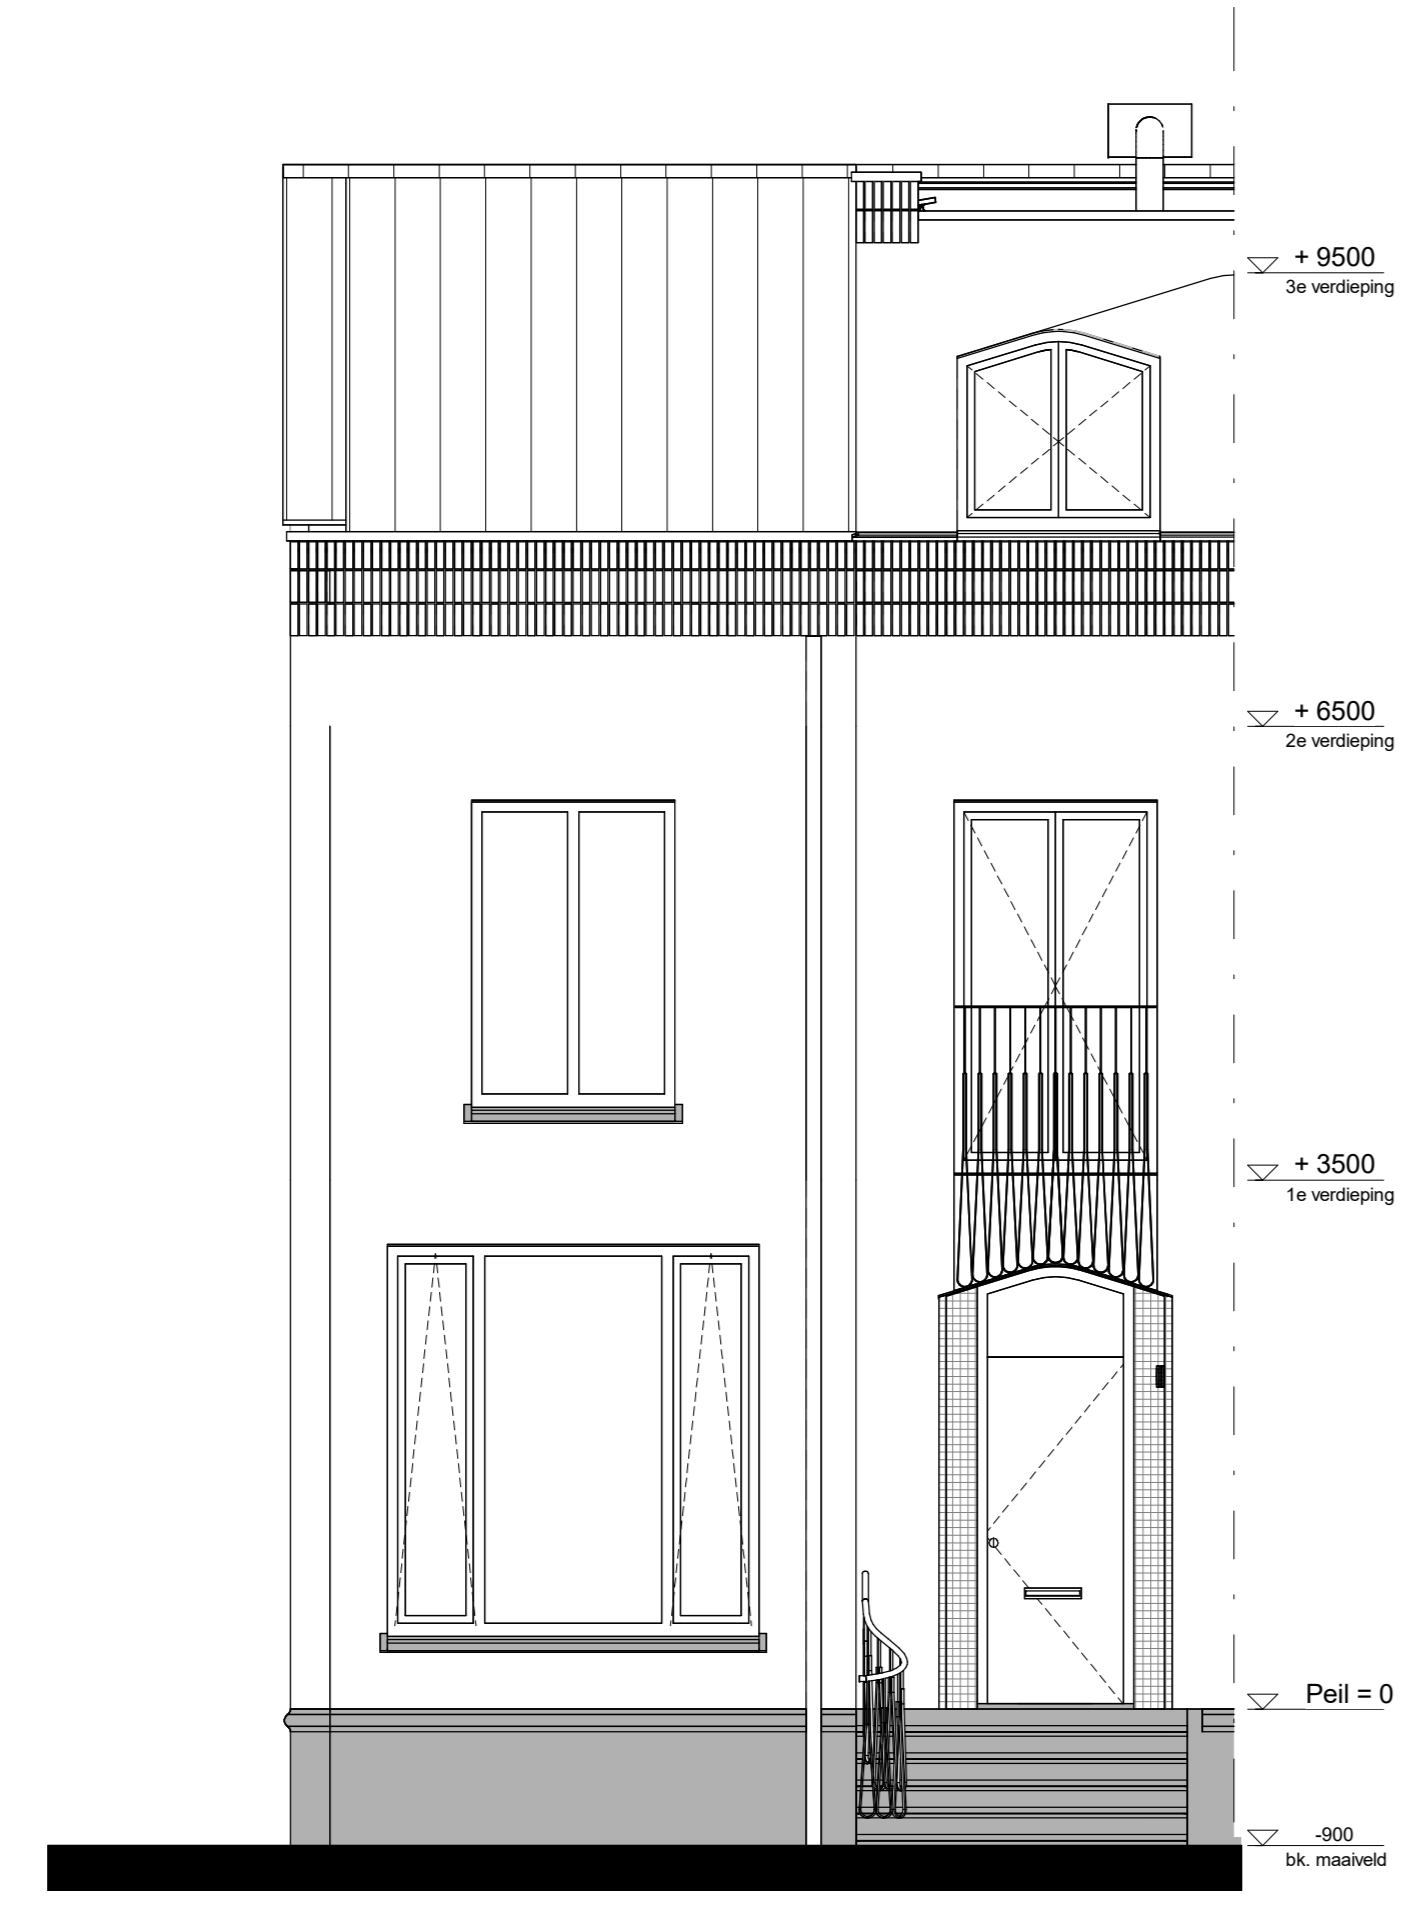 + 9500
3e verdieping
+ 6500
2e verdieping
+ 3500
1e verdieping
Peil = 0
-900
bk. maaiveld